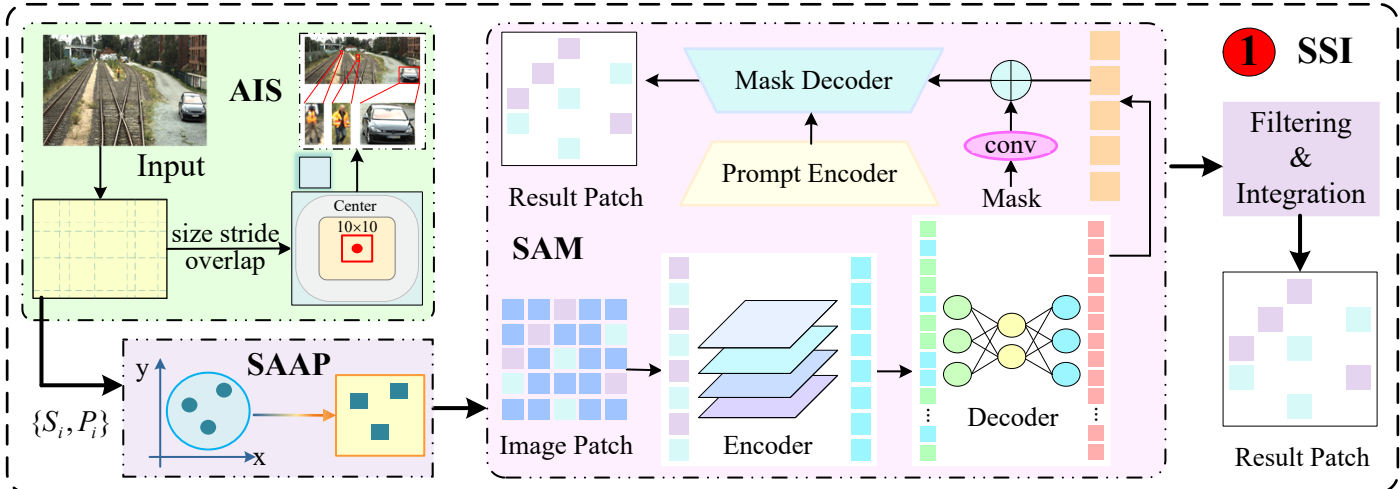 AIS
Input
Center
10×10
size stride
overlap
{S_i, P_i}
SAAP
y
x
SAM
Result Patch
Mask Decoder
Prompt Encoder
conv
Mask
Image Patch
Encoder
Decoder
1 SSI
Filtering
&
Integration
Result Patch